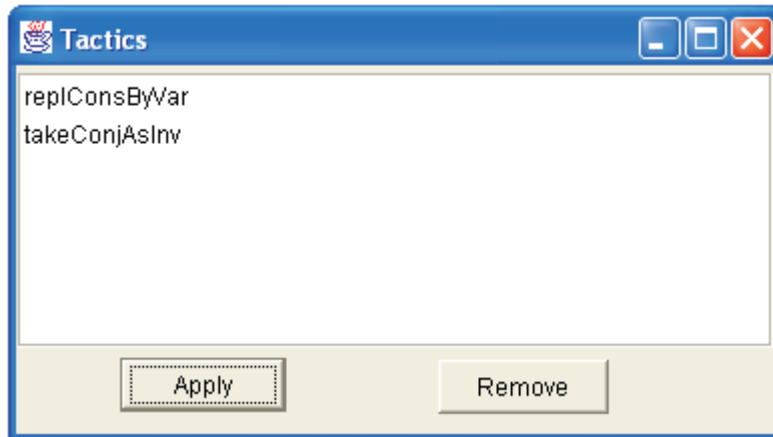 Tactics
replConsByVar
takeConjAsInv
Apply
Remove